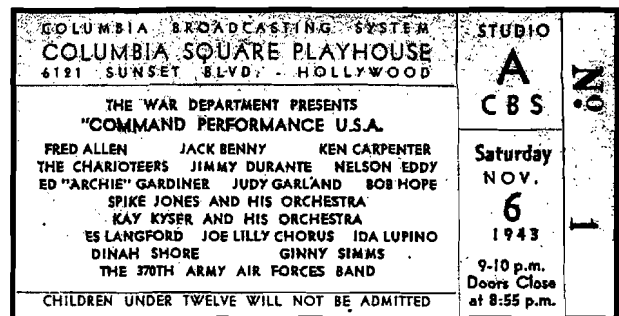 COLUMBIA BROADCASTING SYSTEM
COLUMBIA SQUARE PLAYHOUSE
6121 SUNSET BLVD. - HOLLYWOOD
THE WAR DEPARTMENT PRESENTS
"COMMAND PERFORMANCE U.S.A.
FRED ALLEN JACK BENNY KEN CARPENTER
THE CHARIOTEERS JIMMY DURANTE NELSON EDDY
ED "ARCHIE" GARDINER JUDY GARLAND BOB HOPE
SPIKE JONES AND HIS ORCHESTRA
KAY KYSER AND HIS ORCHESTRA
ES LANGFORD JOE LILLY CHORUS IDA LUPINO
DINAH SHORE GINNY SIMMS
THE 370TH ARMY AIR FORCES BAND
CHILDREN UNDER TWELVE WILL NOT BE ADMITTED
STUDIO
A
CBS
Saturday
NOV.
6
1943
9-10 p.m.
Doors Close
at 8:55 p.m.
No. 1